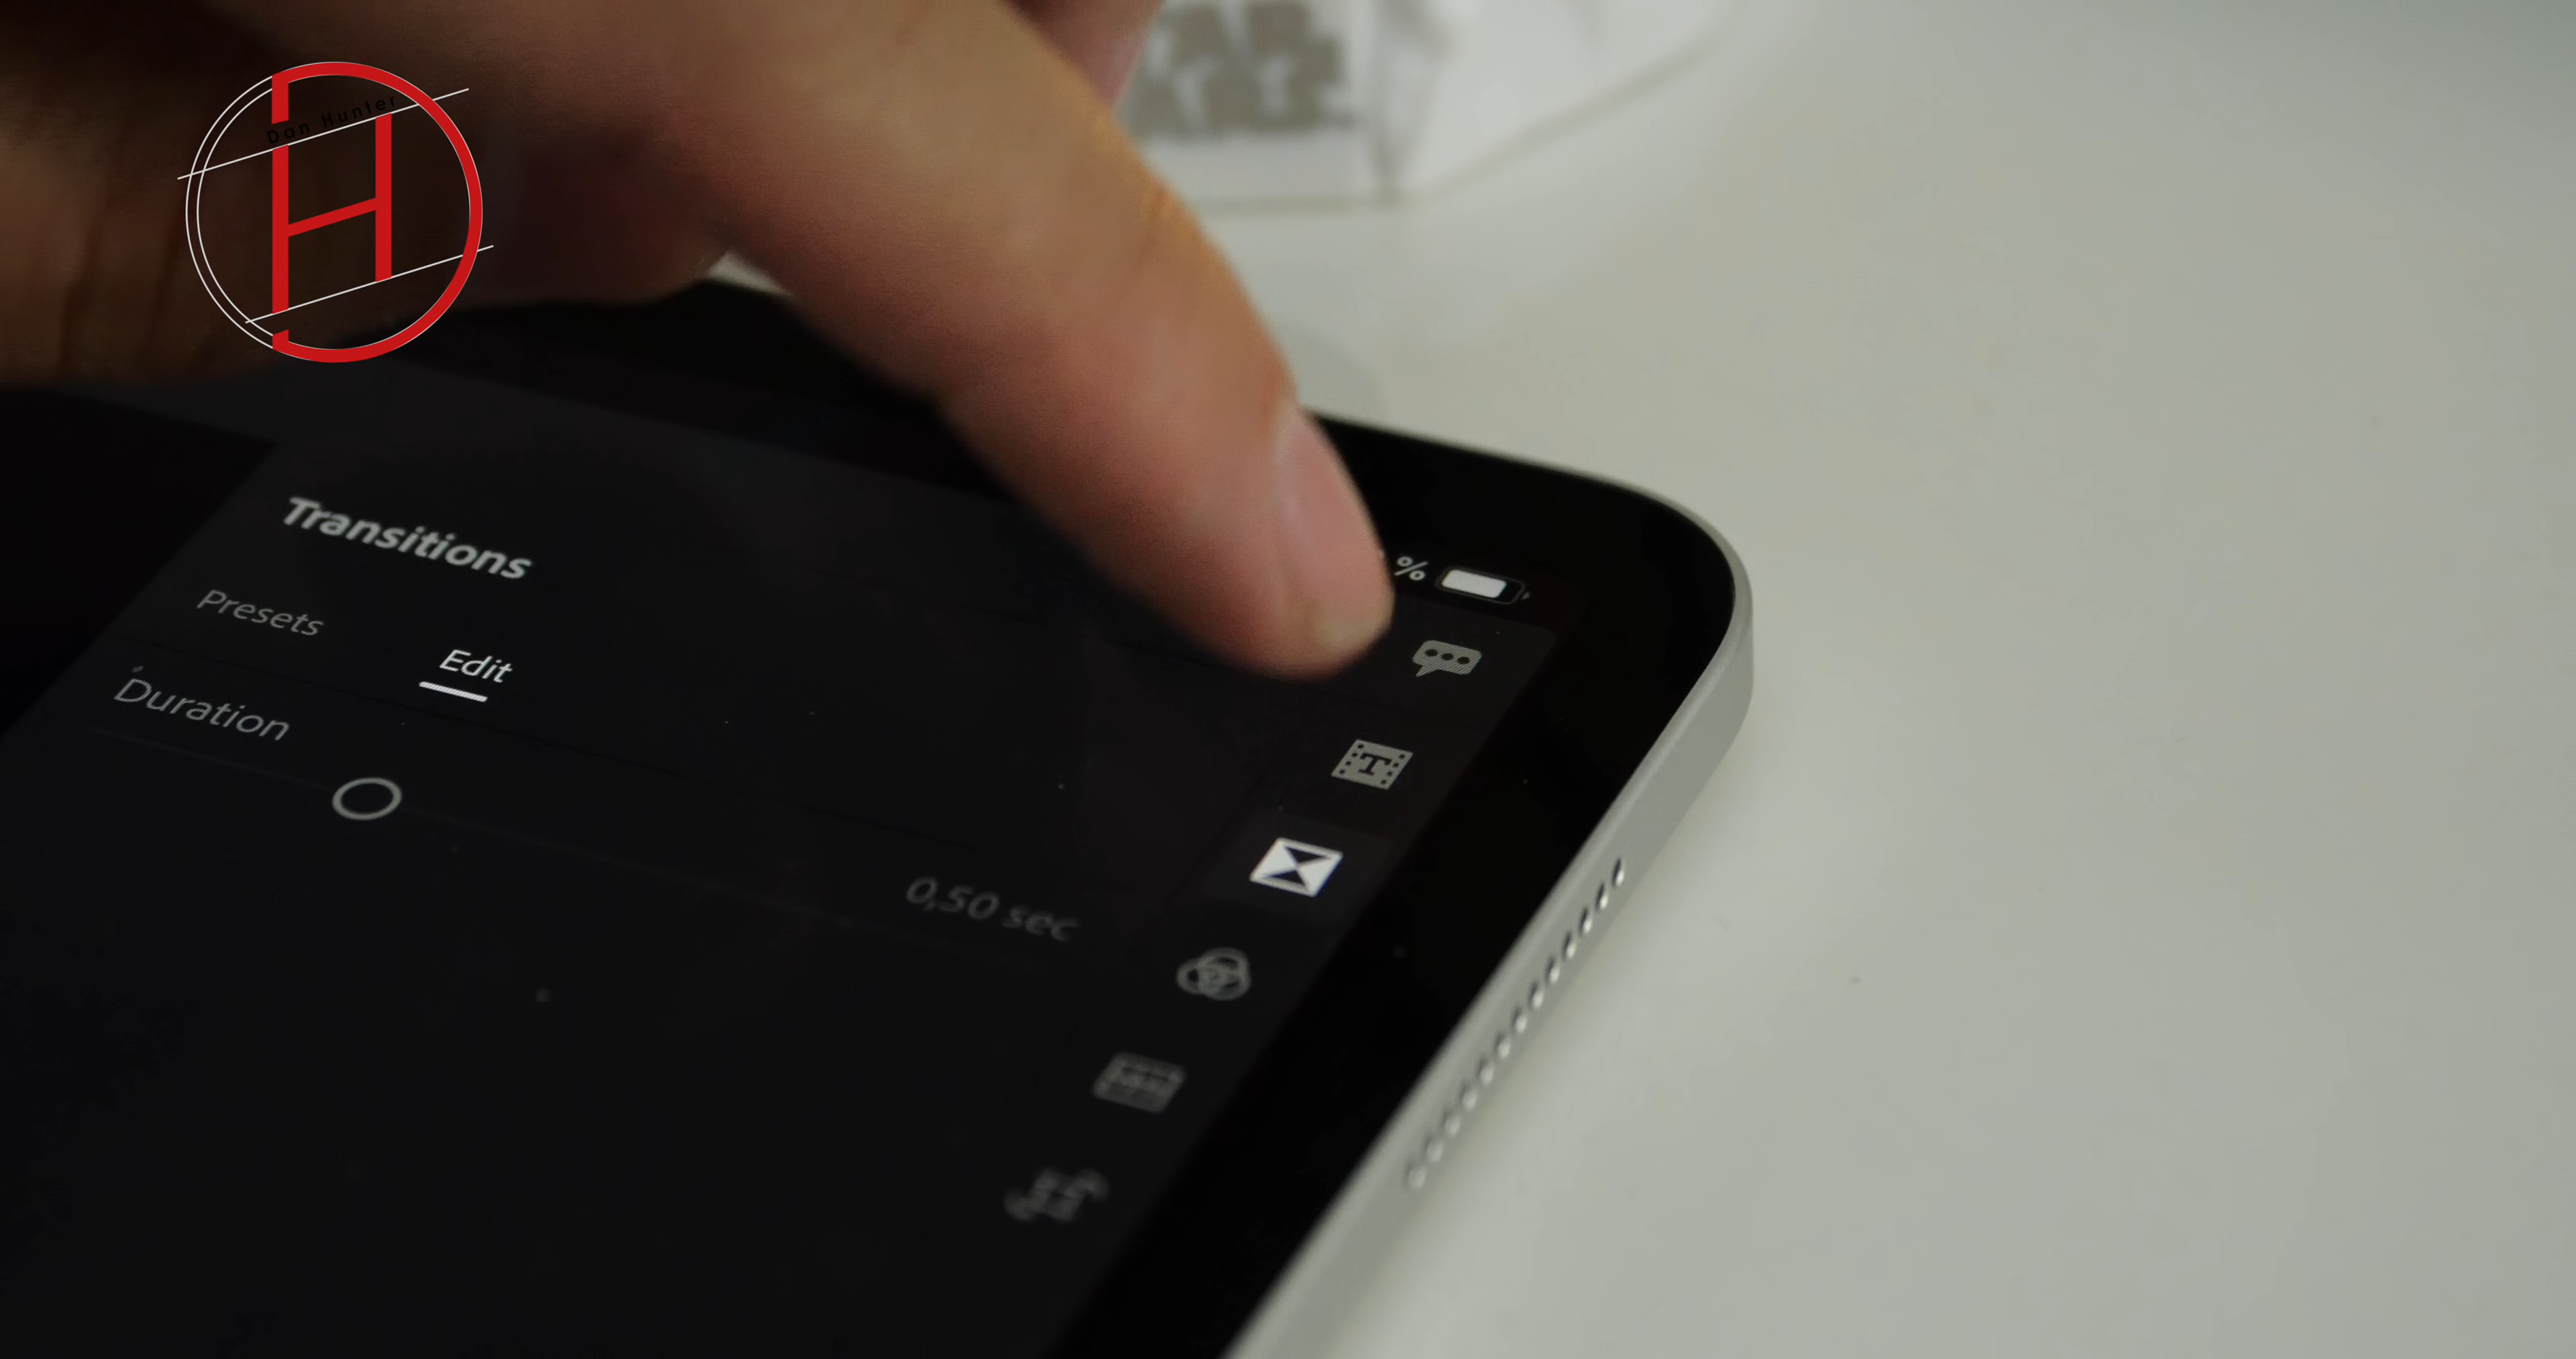 Dan Hunter
%
Transitions
Presets
Edit
Duration
0,50 sec